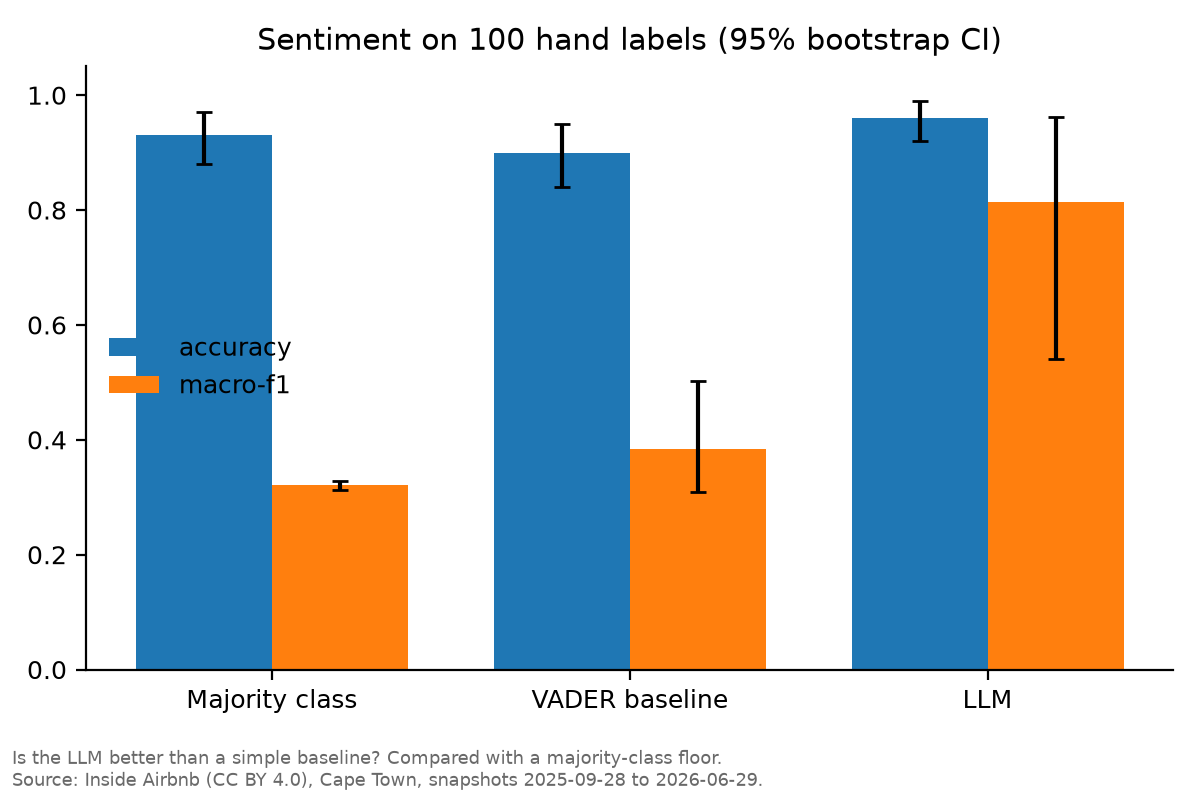 Sentiment on 100 hand labels (95% bootstrap CI)
1.0
0.8
0.6
0.4
0.2
0.0
accuracy
macro-f1
Majority class
VADER baseline
LLM
Is the LLM better than a simple baseline? Compared with a majority-class floor.
Source: Inside Airbnb (CC BY 4.0), Cape Town, snapshots 2025-09-28 to 2026-06-29.